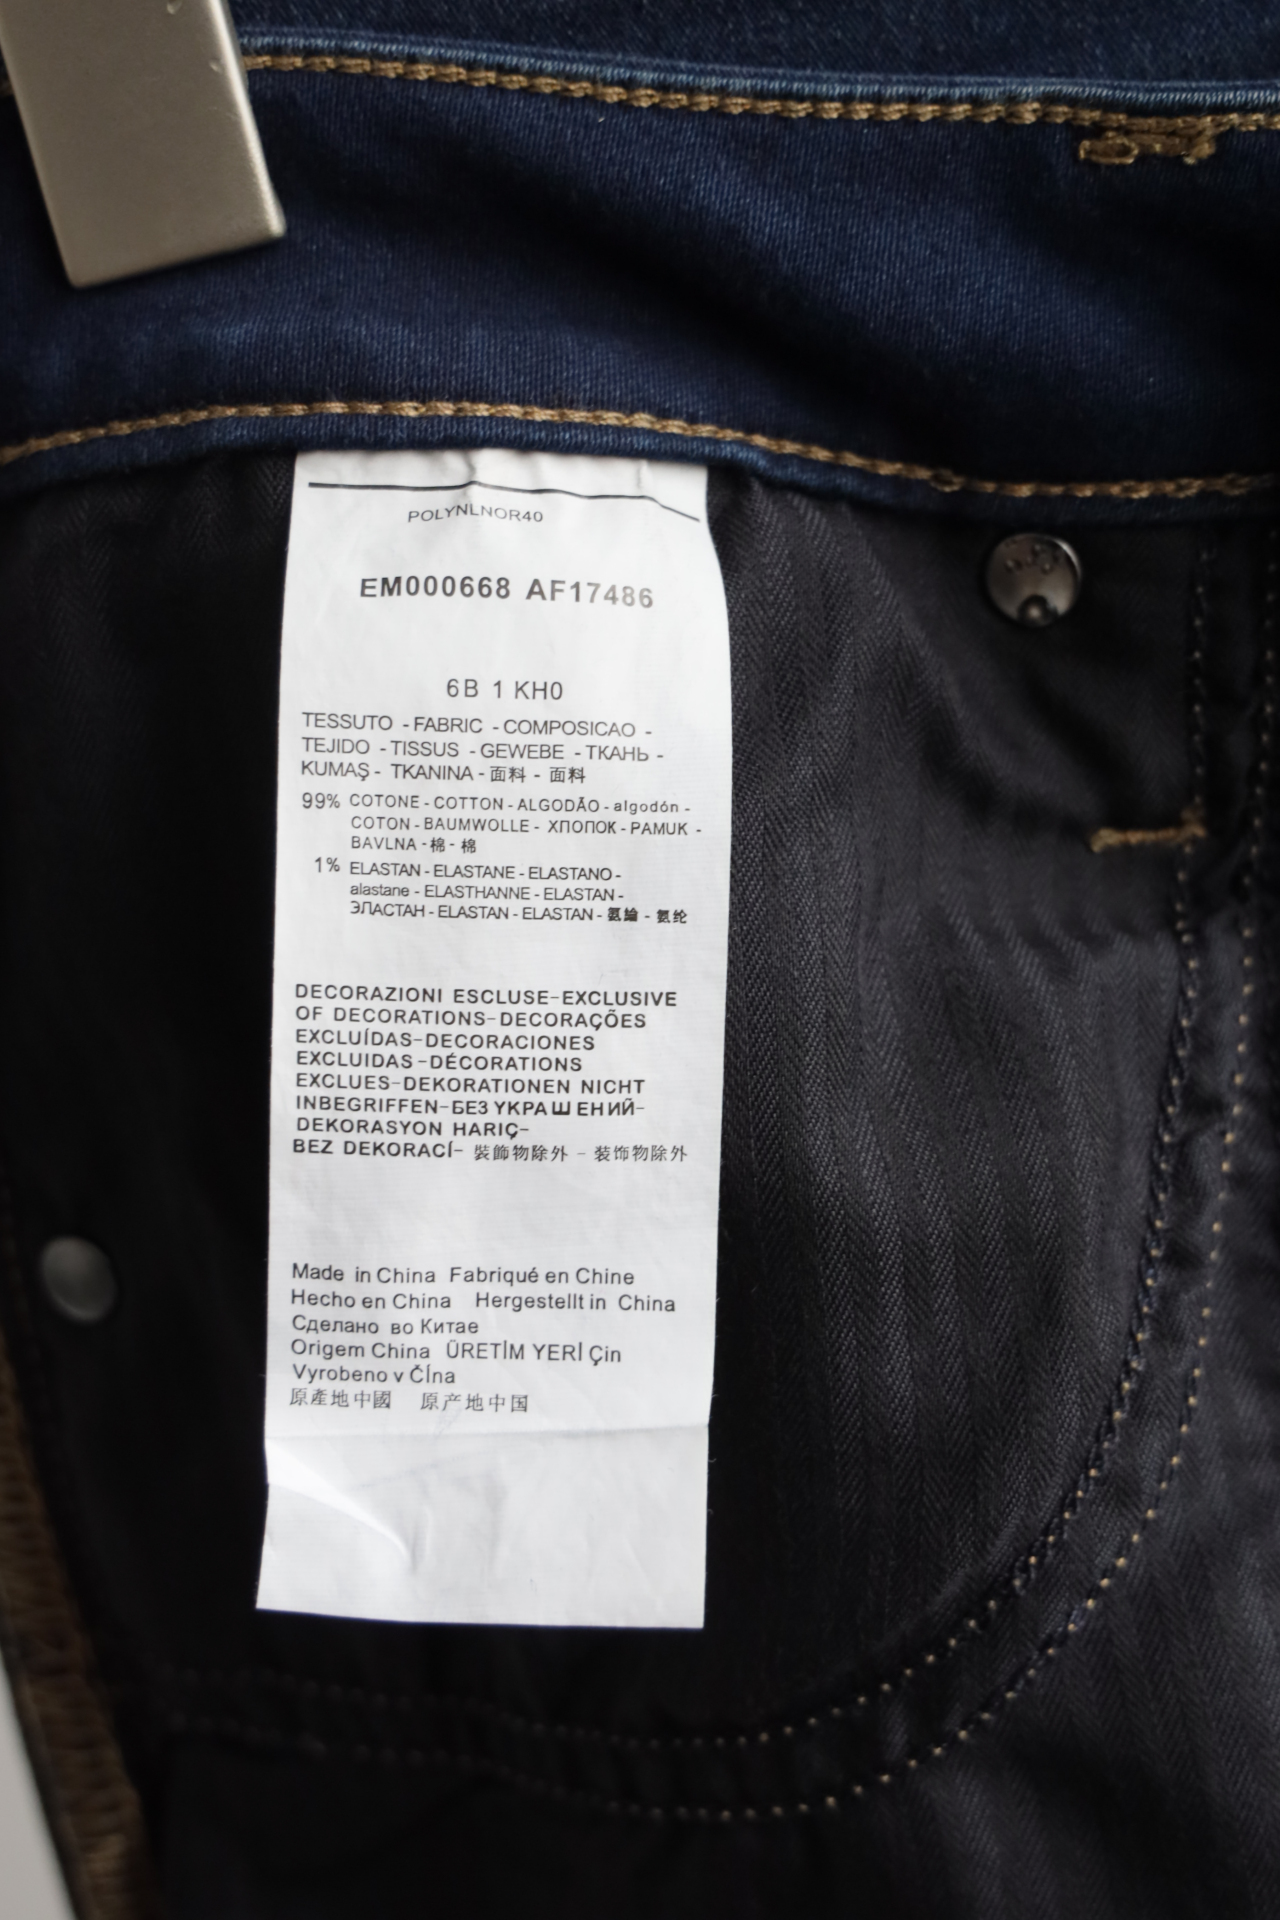 POLYNLNOR40
EM000668 AF17486
6B 1 KH0
TESSUTO - FABRIC - COMPOSICAO -
TEJIDO - TISSUS - GEWEBE - ТКАНЬ -
KUMAŞ - TKANINA - 面料 - 面料
99% COTONE - COTTON - ALGODÃO - algodón -
COTON - BAUMWOLLE - ХЛОПОК - PAMUK -
BAVLNA - 棉 - 棉
1% ELASTAN - ELASTANE - ELASTANO -
alastane - ELASTHANNE - ELASTAN -
ЭЛАСТАН - ELASTAN - ELASTAN - 氨綸 - 氨纶
DECORAZIONI ESCLUSE-EXCLUSIVE
OF DECORATIONS-DECORAÇÕES
EXCLUÍDAS-DECORACIONES
EXCLUIDAS-DÉCORATIONS
EXCLUES-DEKORATIONEN NICHT
INBEGRIFFEN-БЕЗ УКРАШЕНИЙ-
DEKORASYON HARIÇ-
BEZ DEKORACÍ- 裝飾物除外 - 装饰物除外
Made in China Fabriqué en Chine
Hecho en China Hergestellt in China
Сделано во Китае
Origem China ÜRETİM YERİ Çin
Vyrobeno v Čína
原產地中國 原产地中国